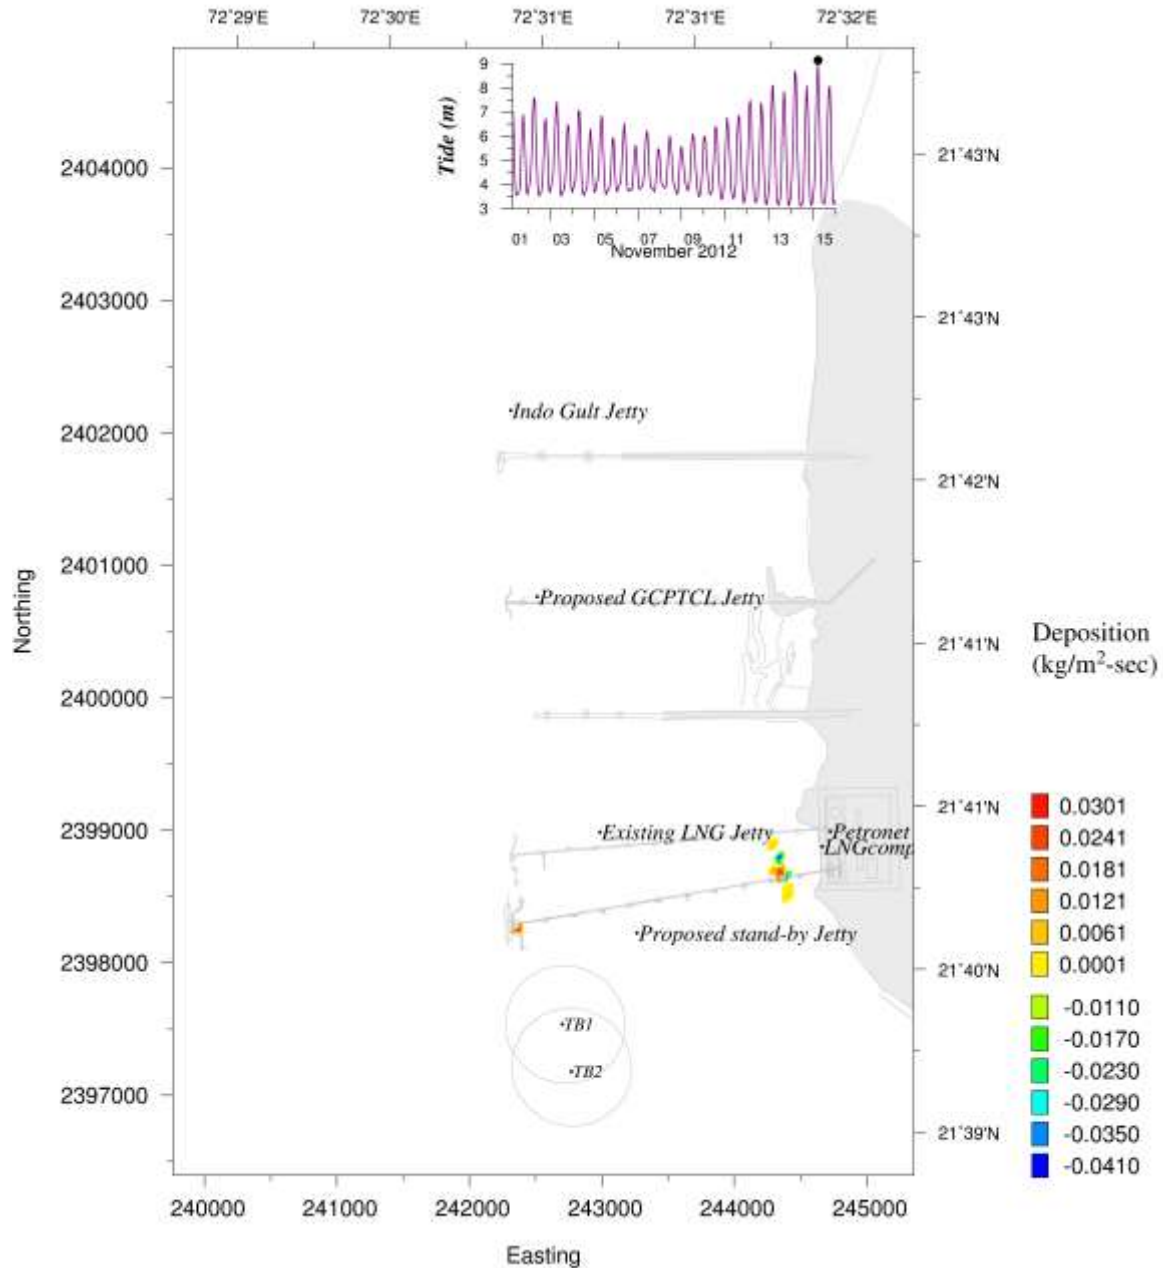 72˚29'E 72˚30'E 72˚31'E 72˚31'E 72˚32'E
Tide (m)
9
8
7
6
5
4
3
01 03 05 07 09 11 13 15
November 2012
2404000
2403000
2402000
2401000
2400000
2399000
2398000
2397000
Northing
21˚43'N
21˚43'N
21˚42'N
21˚41'N
21˚41'N
21˚40'N
21˚39'N
Indo Gult Jetty
Proposed GCPTCL Jetty
Existing LNG Jetty
Petronet
LNGcomp
Proposed stand-by Jetty
TB1
TB2
240000 241000 242000 243000 244000 245000
Easting
Deposition
(kg/m²-sec)
0.0301
0.0241
0.0181
0.0121
0.0061
0.0001
-0.0110
-0.0170
-0.0230
-0.0290
-0.0350
-0.0410